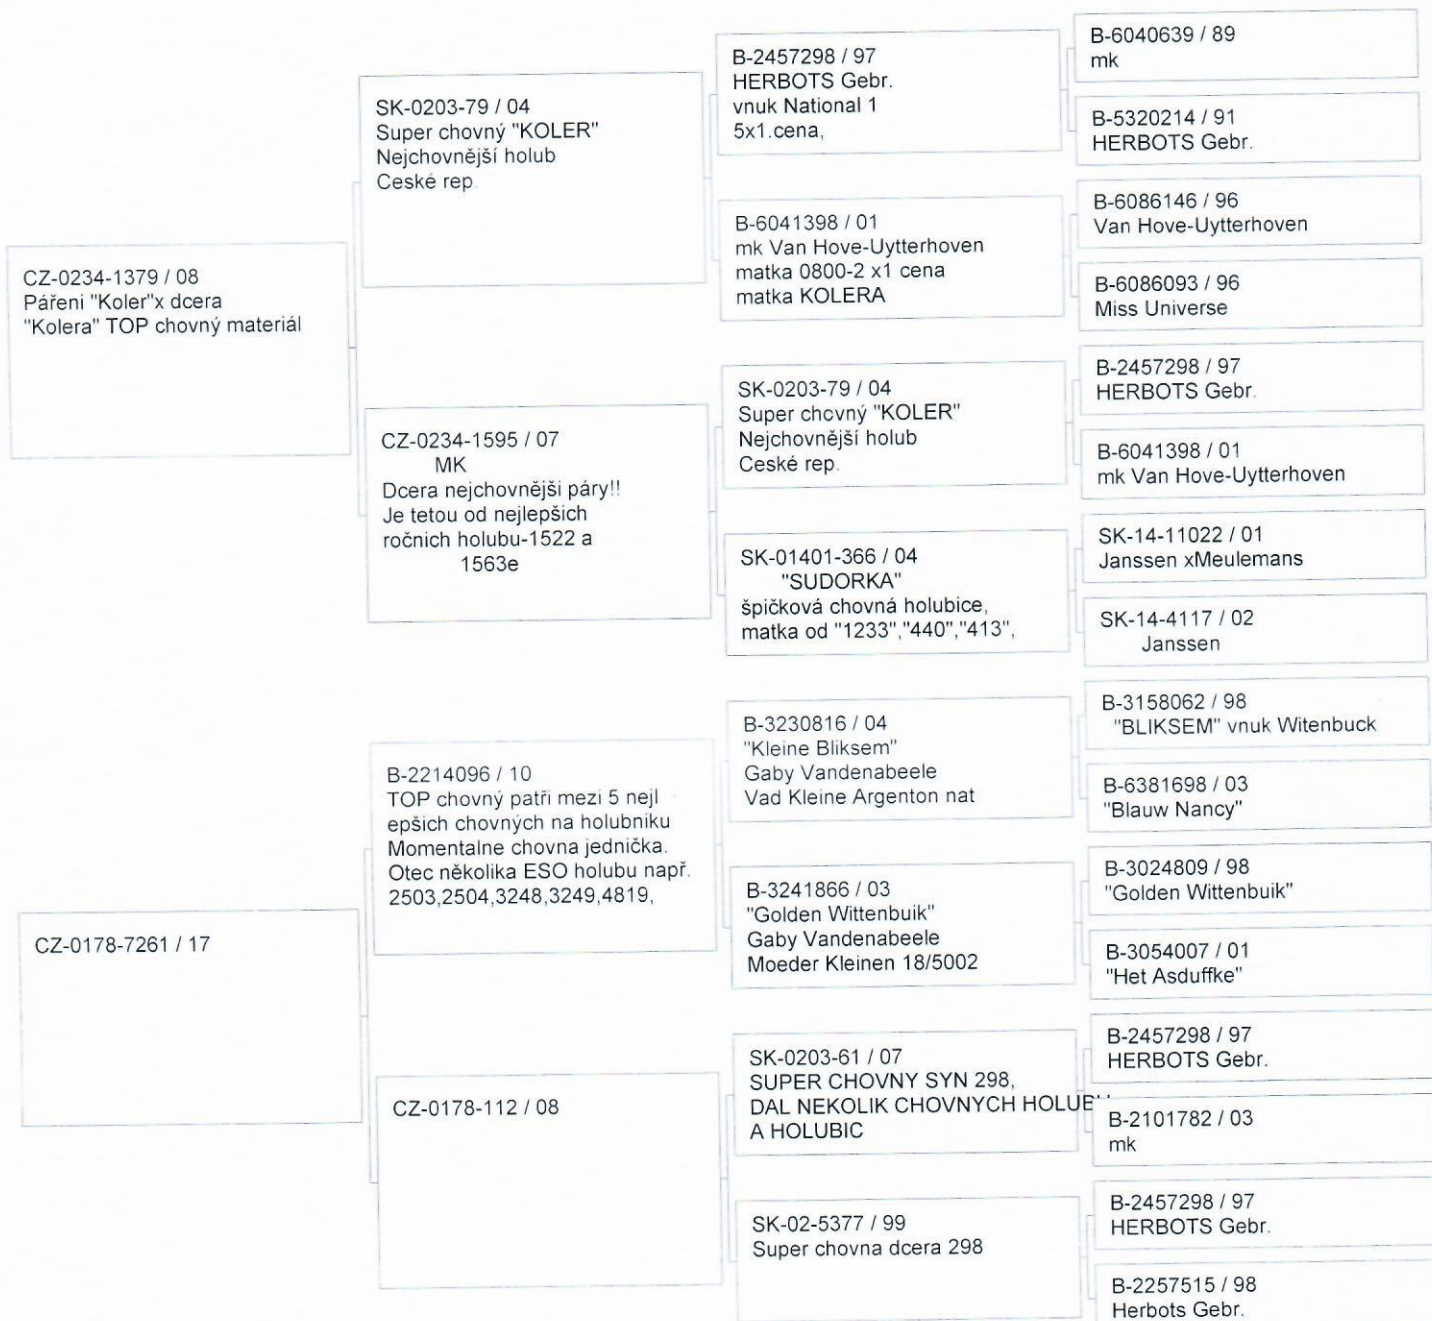 CZ-0234-1379 / 08
Pářeni "Koler"x dcera
"Kolera" TOP chovný materiál
CZ-0178-7261 / 17
SK-0203-79 / 04
Super chovný "KOLER"
Nejchovnější holub
Ceské rep.
CZ-0234-1595 / 07
MK
Dcera nejchovnějši páry!!
Je tetou od nejlepšich
ročnich holubu-1522 a
1563e
B-2214096 / 10
TOP chovný patři mezi 5 nejl
epšich chovných na holubniku
Momentalne chovna jednička.
Otec několika ESO holubu např.
2503,2504,3248,3249,4819,
CZ-0178-112 / 08
B-2457298 / 97
HERBOTS Gebr.
vnuk National 1
5x1.cena,
B-6041398 / 01
mk Van Hove-Uytterhoven
matka 0800-2 x1 cena
matka KOLERA
SK-0203-79 / 04
Super chcvný "KOLER"
Nejchovnější holub
Ceské rep.
SK-01401-366 / 04
"SUDORKA"
špičková chovná holubice,
matka od "1233","440","413",
B-3230816 / 04
"Kleine Bliksem"
Gaby Vandenabeele
Vad Kleine Argenton nat
B-3241866 / 03
"Golden Wittenbuik"
Gaby Vandenabeele
Moeder Kleinen 18/5002
SK-0203-61 / 07
SUPER CHOVNY SYN 298,
DAL NEKOLIK CHOVNYCH HOLUBU
A HOLUBIC
SK-02-5377 / 99
Super chovna dcera 298
B-6040639 / 89
mk
B-5320214 / 91
HERBOTS Gebr.
B-6086146 / 96
Van Hove-Uytterhoven
B-6086093 / 96
Miss Universe
B-2457298 / 97
HERBOTS Gebr.
B-6041398 / 01
mk Van Hove-Uytterhoven
SK-14-11022 / 01
Janssen xMeulemans
SK-14-4117 / 02
Janssen
B-3158062 / 98
"BLIKSEM" vnuk Witenbuck
B-6381698 / 03
"Blauw Nancy"
B-3024809 / 98
"Golden Wittenbuik"
B-3054007 / 01
"Het Asduffke"
B-2457298 / 97
HERBOTS Gebr.
B-2101782 / 03
mk
B-2457298 / 97
HERBOTS Gebr.
B-2257515 / 98
Herbots Gebr.